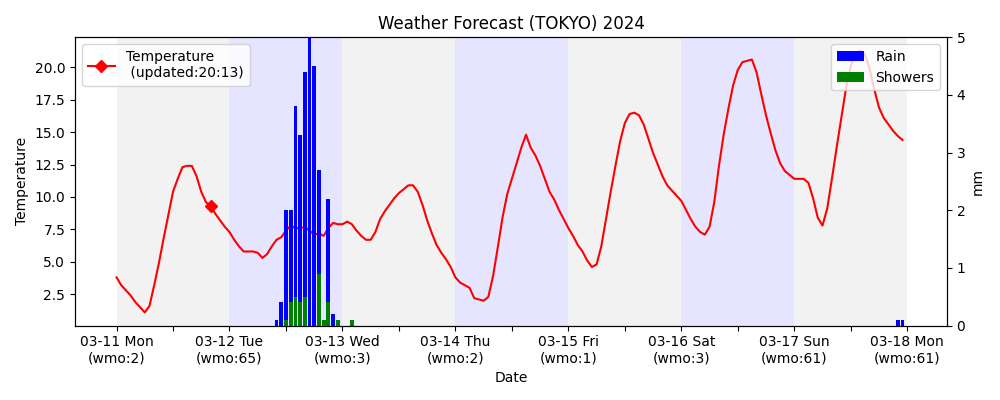 Weather Forecast (TOKYO) 2024
Temperature
(updated:20:13)
Rain
Showers
Temperature
20.0
17.5
15.0
12.5
10.0
7.5
5.0
2.5
5
4
3
2
1
0
mm
03-11 Mon
(wmo:2)
03-12 Tue
(wmo:65)
03-13 Wed
(wmo:3)
03-14 Thu
(wmo:2)
03-15 Fri
(wmo:1)
03-16 Sat
(wmo:3)
03-17 Sun
(wmo:61)
03-18 Mon
(wmo:61)
Date